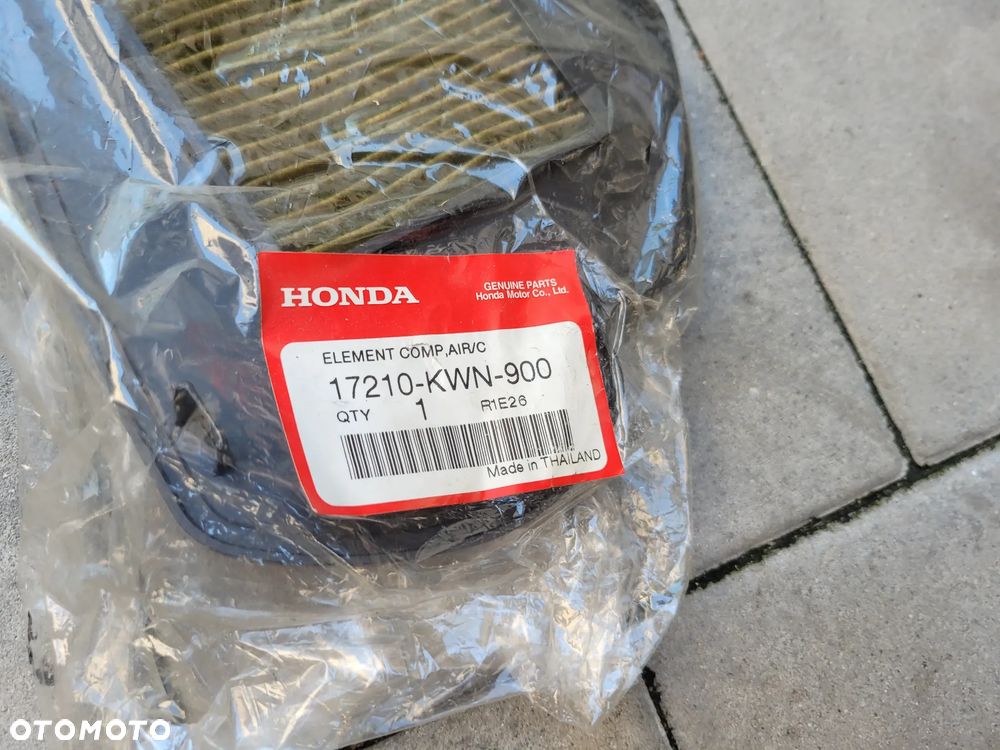 HONDA
GENUINE PARTS
Honda Motor Co., Ltd.
ELEMENT COMP,AIR/C
17210-KWN-900
QTY 1 R1E26
Made in THAILAND
OTOMOTO